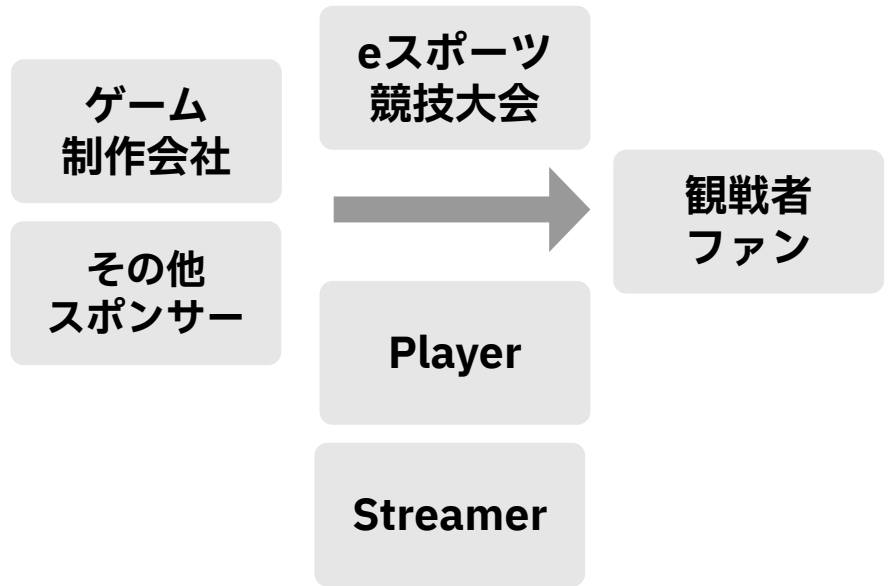 ゲーム
制作会社
その他
スポンサー
eスポーツ
競技大会
Player
Streamer
観戦者
ファン